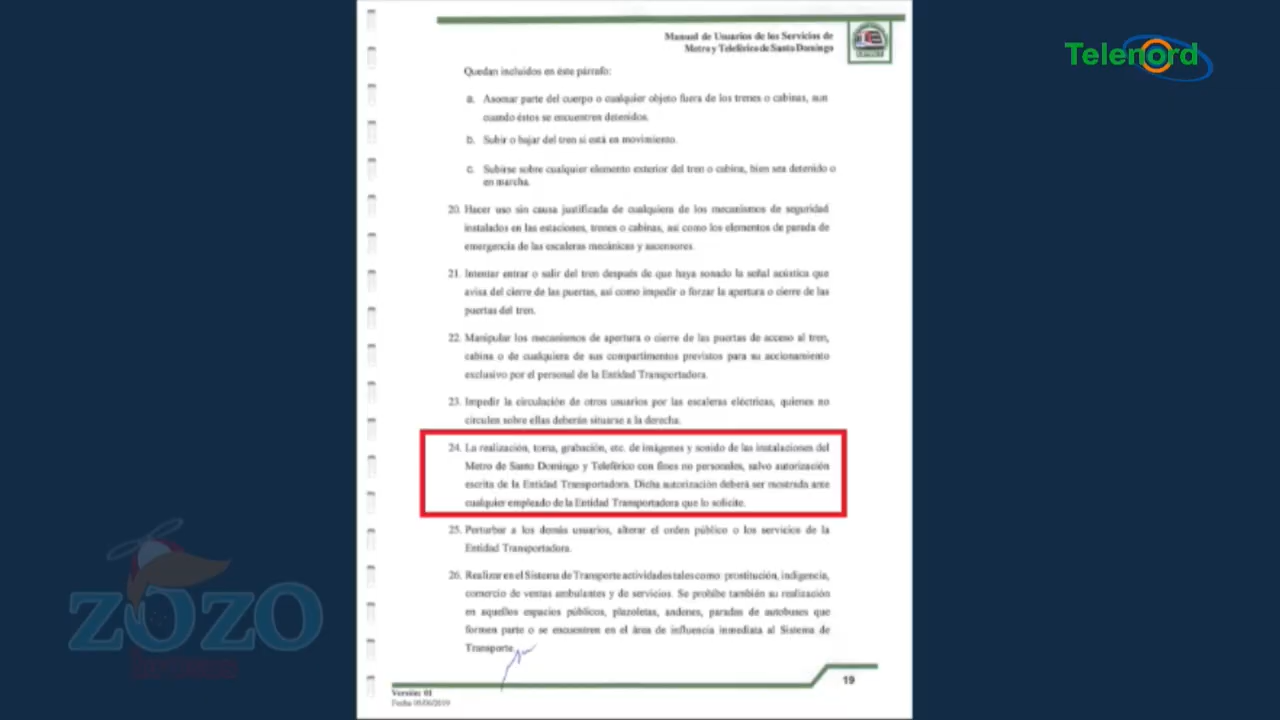 Manual de Usuarios de los Servicios de
Metro y Teleférico de Santo Domingo
Telenord
Quedan incluidos en éste párrafo:
a. Asomar parte del cuerpo o cualquier objeto fuera de los trenes o cabinas, aun
cuando éstos se encuentren detenidos.
b. Subir o bajar del tren si está en movimiento.
c. Subirse sobre cualquier elemento exterior del tren o cabina, bien sea detenido o
en marcha.
20. Hacer uso sin causa justificada de cualquiera de los mecanismos de seguridad
instalados en las estaciones, trenes o cabinas, así como los elementos de parada de
emergencia de las escaleras mecánicas y ascensores.
21. Intentar entrar o salir del tren después de que haya sonado la señal acústica que
avisa del cierre de las puertas, así como impedir o forzar la apertura o cierre de las
puertas del tren.
22. Manipular los mecanismos de apertura o cierre de las puertas de acceso al tren,
cabina o de cualquiera de sus compartimentos previstos para su accionamiento
exclusivo por el personal de la Entidad Transportadora.
23. Impedir la circulación de otros usuarios por las escaleras eléctricas, quienes no
circulen sobre ellas deberán situarse a la derecha.
24. La realización, toma, grabación, etc. de imágenes y sonido de las instalaciones del
Metro de Santo Domingo y Teleférico con fines no personales, salvo autorización
escrita de la Entidad Transportadora. Dicha autorización deberá ser mostrada ante
cualquier empleado de la Entidad Transportadora que lo solicite.
25. Perturbar a los demás usuarios, alterar el orden público o los servicios de la
Entidad Transportadora.
26. Realizar en el Sistema de Transporte actividades tales como: prostitución, indigencia,
comercio de ventas ambulantes y de servicios. Se prohíbe también su realización
en aquellos espacios públicos, plazoletas, andenes, paradas de autobuses que
formen parte o se encuentren en el área de influencia inmediata al Sistema de
Transporte.
ZOZO
19
Versión: 01